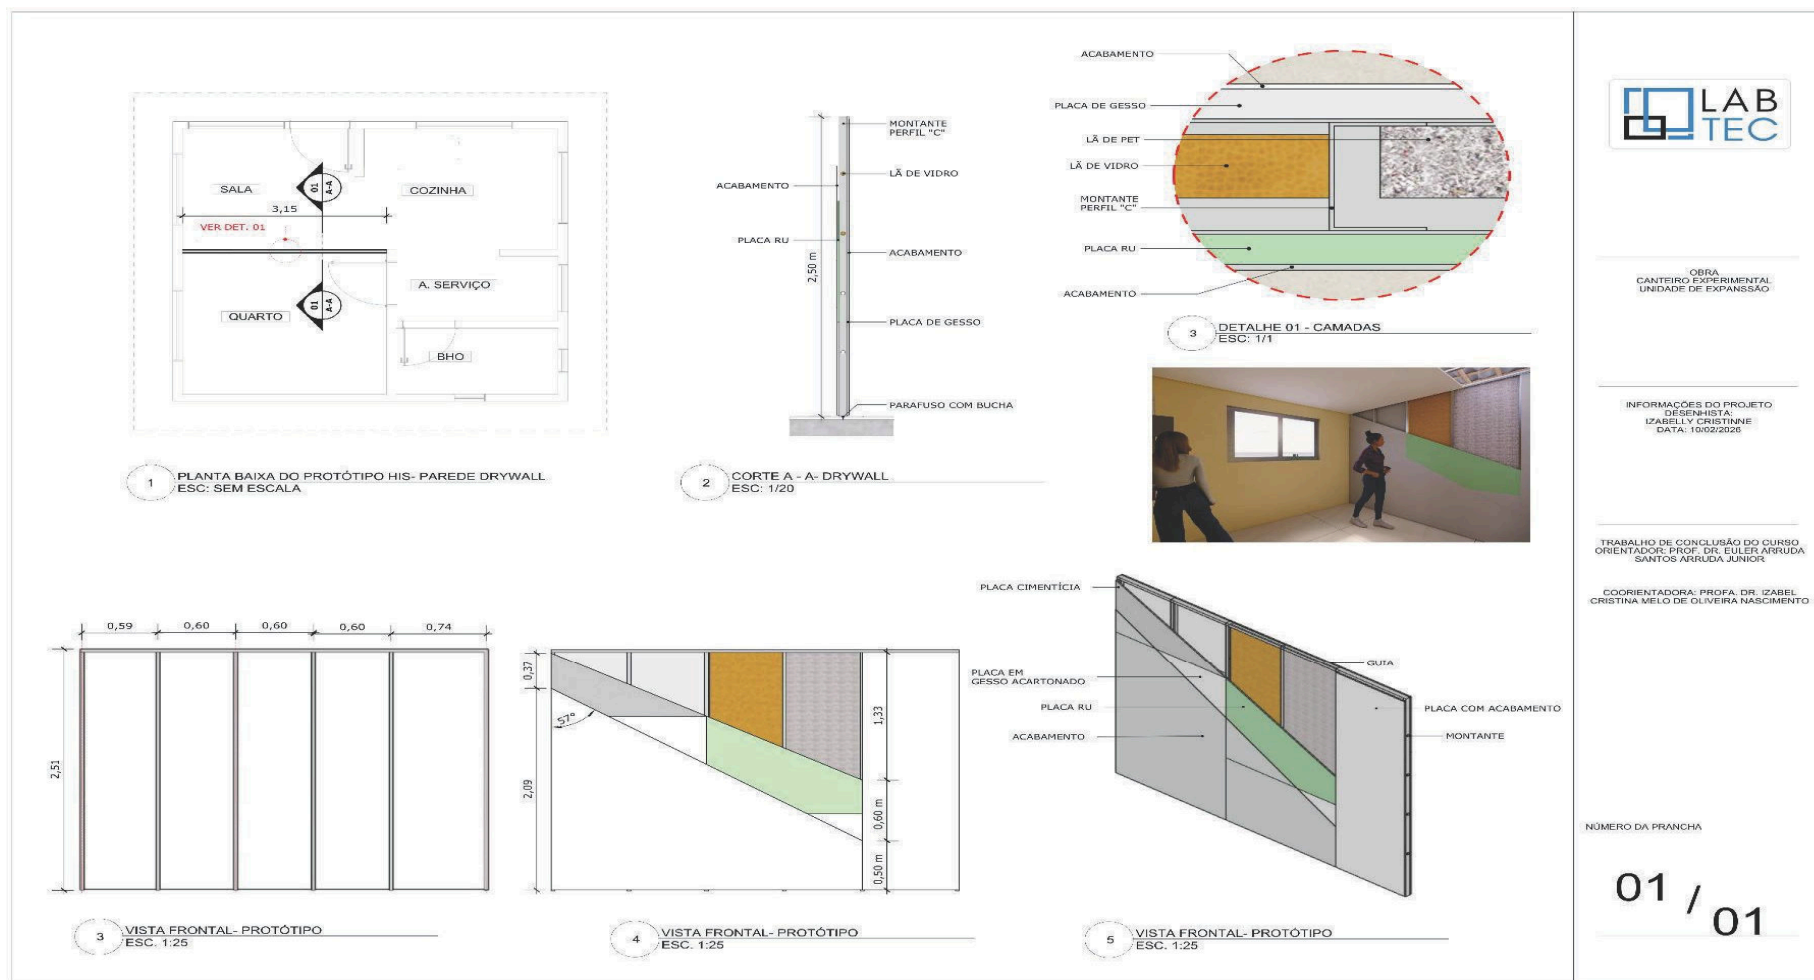 SALA
COZINHA
01
A-A
3,15
VER DET. 01
A. SERVIÇO
QUARTO
01
A-A
BHO
1
PLANTA BAIXA DO PROTÓTIPO HIS- PAREDE DRYWALL
ESC: SEM ESCALA
MONTANTE
PERFIL "C"
LÃ DE VIDRO
ACABAMENTO
PLACA RU
ACABAMENTO
2,50 m
PLACA DE GESSO
PARAFUSO COM BUCHA
2
CORTE A - A- DRYWALL
ESC: 1/20
ACABAMENTO
PLACA DE GESSO
LÃ DE PET
LÃ DE VIDRO
MONTANTE
PERFIL "C"
PLACA RU
ACABAMENTO
3
DETALHE 01 - CAMADAS
ESC: 1/1
0,59
0,60
0,60
0,60
0,74
2,51
3
VISTA FRONTAL- PROTÓTIPO
ESC. 1:25
0,37
57°
2,09
1,33
0,60 m
0,50 m
4
VISTA FRONTAL- PROTÓTIPO
ESC. 1:25
PLACA CIMENTÍCIA
GUIA
PLACA EM
GESSO ACARTONADO
PLACA RU
PLACA COM ACABAMENTO
ACABAMENTO
MONTANTE
5
VISTA FRONTAL- PROTÓTIPO
ESC. 1:25
LAB
TEC
OBRA
CANTEIRO EXPERIMENTAL
UNIDADE DE EXPANSSÃO
INFORMAÇÕES DO PROJETO
DESENHISTA:
IZABELLY CRISTINNE
DATA: 10/02/2026
TRABALHO DE CONCLUSÃO DO CURSO
ORIENTADOR: PROF. DR. EULER ARRUDA
SANTOS ARRUDA JUNIOR
COORIENTADORA: PROFA. DR. IZABEL
CRISTINA MELO DE OLIVEIRA NASCIMENTO
NÚMERO DA PRANCHA
01 / 01